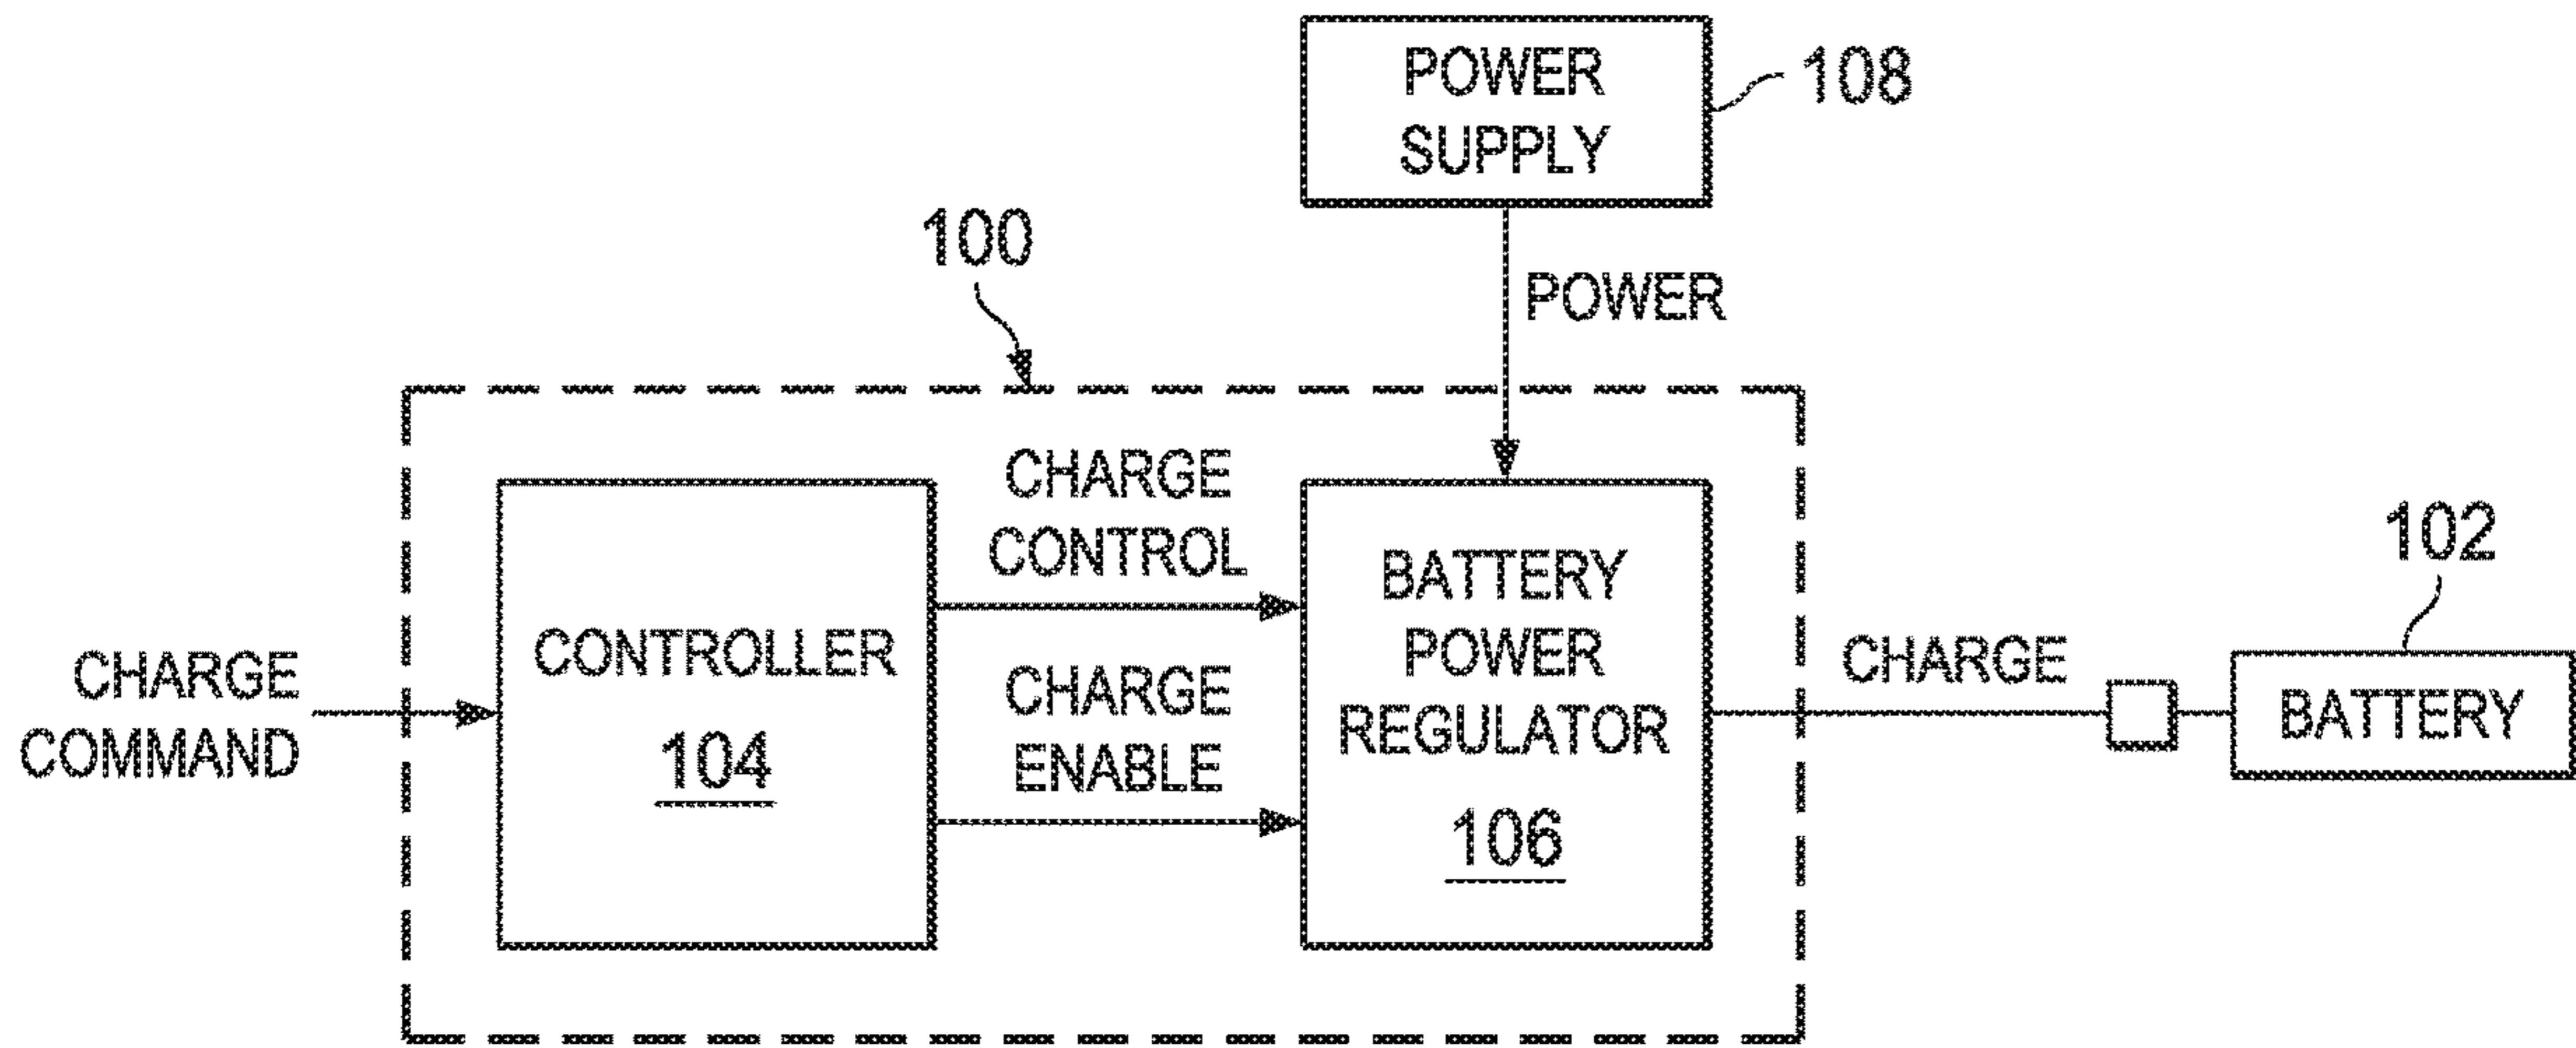 POWER
SUPPLY
108
100
POWER
CHARGE
CONTROL
CONTROLLER
104
CHARGE
ENABLE
BATTERY
POWER
REGULATOR
106
CHARGE
COMMAND
CHARGE
102
BATTERY